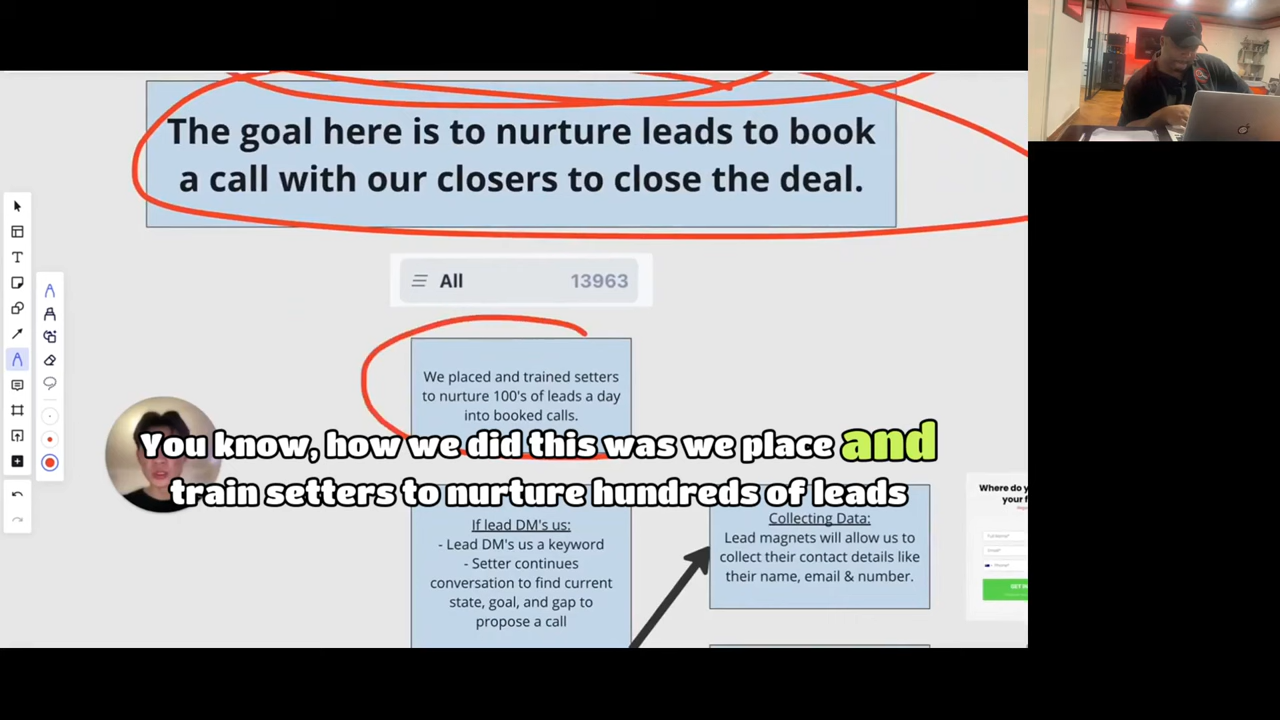 The goal here is to nurture leads to book
a call with our closers to close the deal.
All 13963
We placed and trained setters
to nurture 100's of leads a day
into booked calls.
You know, how we did this was we place and
train setters to nurture hundreds of leads
If lead DM's us:
- Lead DM's us a keyword
- Setter continues
conversation to find current
state, goal, and gap to
propose a call
Collecting Data:
Lead magnets will allow us to
collect their contact details like
their name, email & number.
Where do y
your f